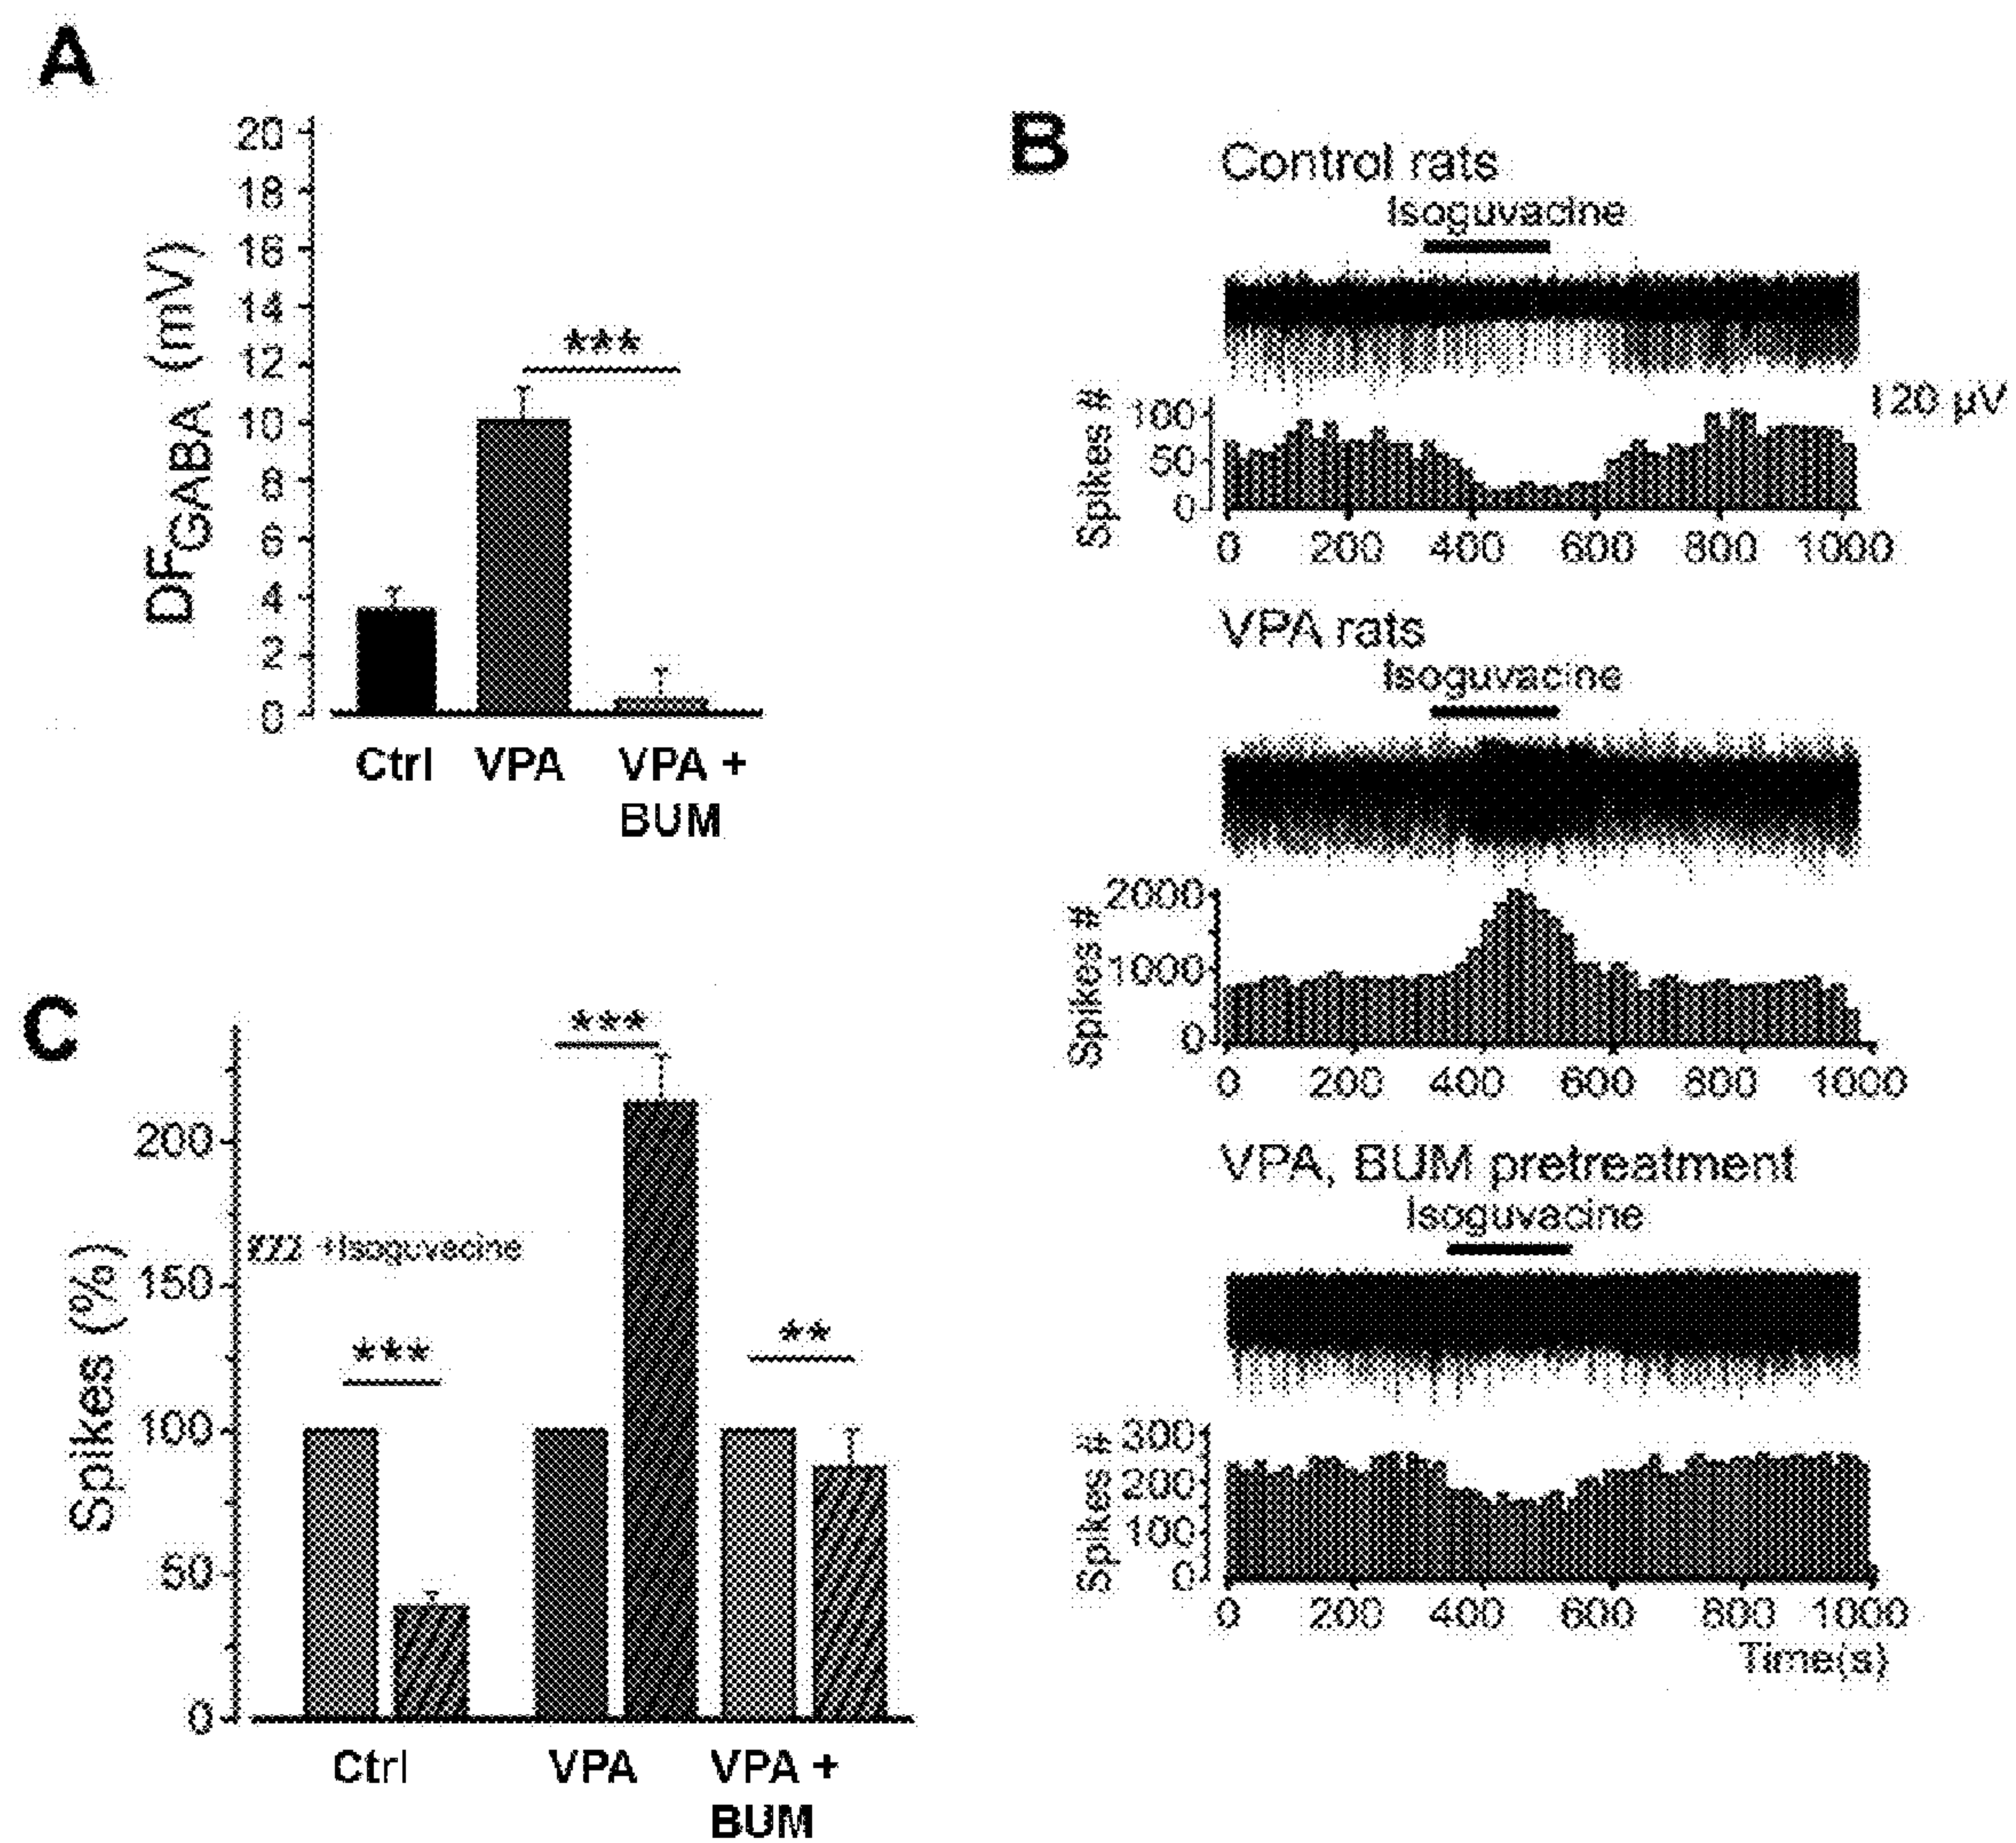 A
20
18
16
14
12
10
8
6
4
2
0
DFGABA (mV)
***
Ctrl
VPA
VPA +
BUM
B
Control rats
Isoguvacine
120 µV
Spikes #
100
50
0
0 200 400 600 800 1000
VPA rats
Isoguvacine
Spikes #
2000
1000
0
0 200 400 600 800 1000
VPA, BUM pretreatment
Isoguvacine
Spikes #
300
200
100
0
0 200 400 600 800 1000
Time(s)
C
Spikes (%)
200
150
100
50
0
+Isoguvacine
***
***
**
Ctrl
VPA
VPA +
BUM